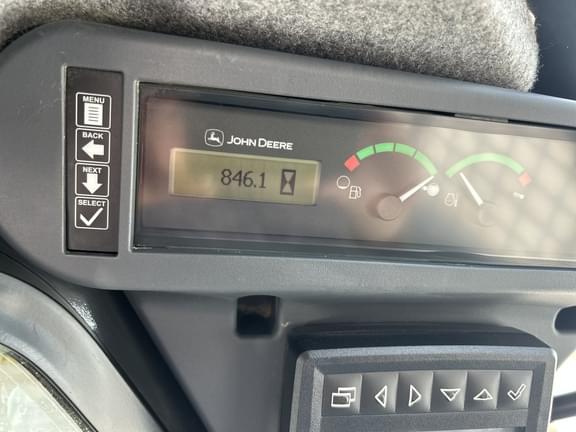 MENU
BACK
NEXT
SELECT
JOHN DEERE
846.1